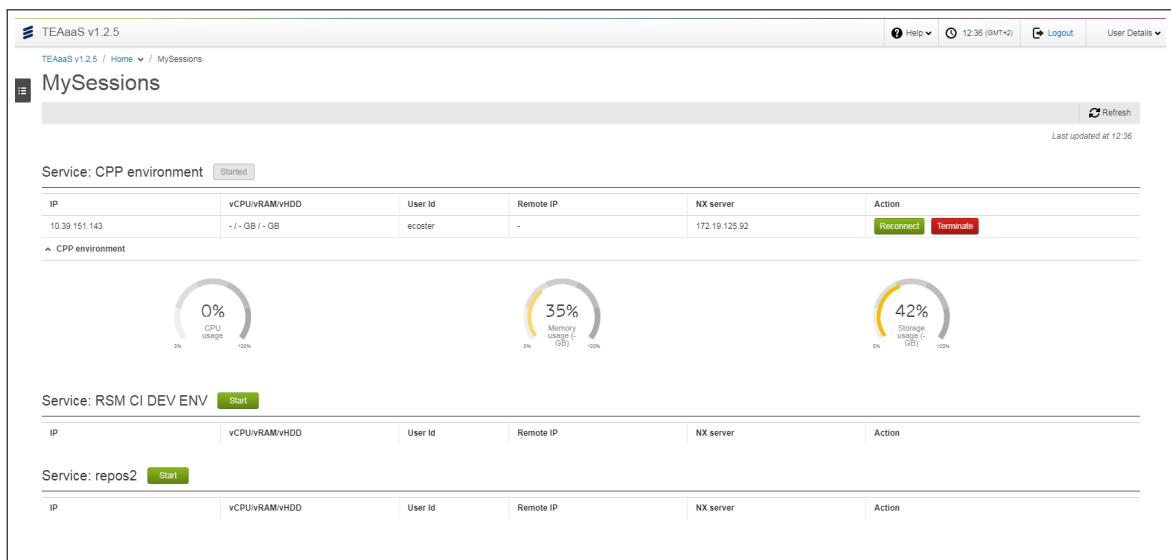 TEAaaS v1.2.5 Help 12:36 (GMT+2) Logout User Details
TEAaaS v1.2.5 / Home / MySessions
MySessions
Refresh
Last updated at 12:36
Service: CPP environment Started
IP vCPU/vRAM/vHDD User Id Remote IP NX server Action
10.39.151.143 - / - GB / - GB ecoster - 172.19.125.92 Reconnect Terminate
CPP environment
0%
CPU
usage
0% 100%
35%
Memory
usage (-
GB)
0% 100%
42%
Storage
usage (-
GB)
0% 100%
Service: RSM CI DEV ENV Start
IP vCPU/vRAM/vHDD User Id Remote IP NX server Action
Service: repos2 Start
IP vCPU/vRAM/vHDD User Id Remote IP NX server Action